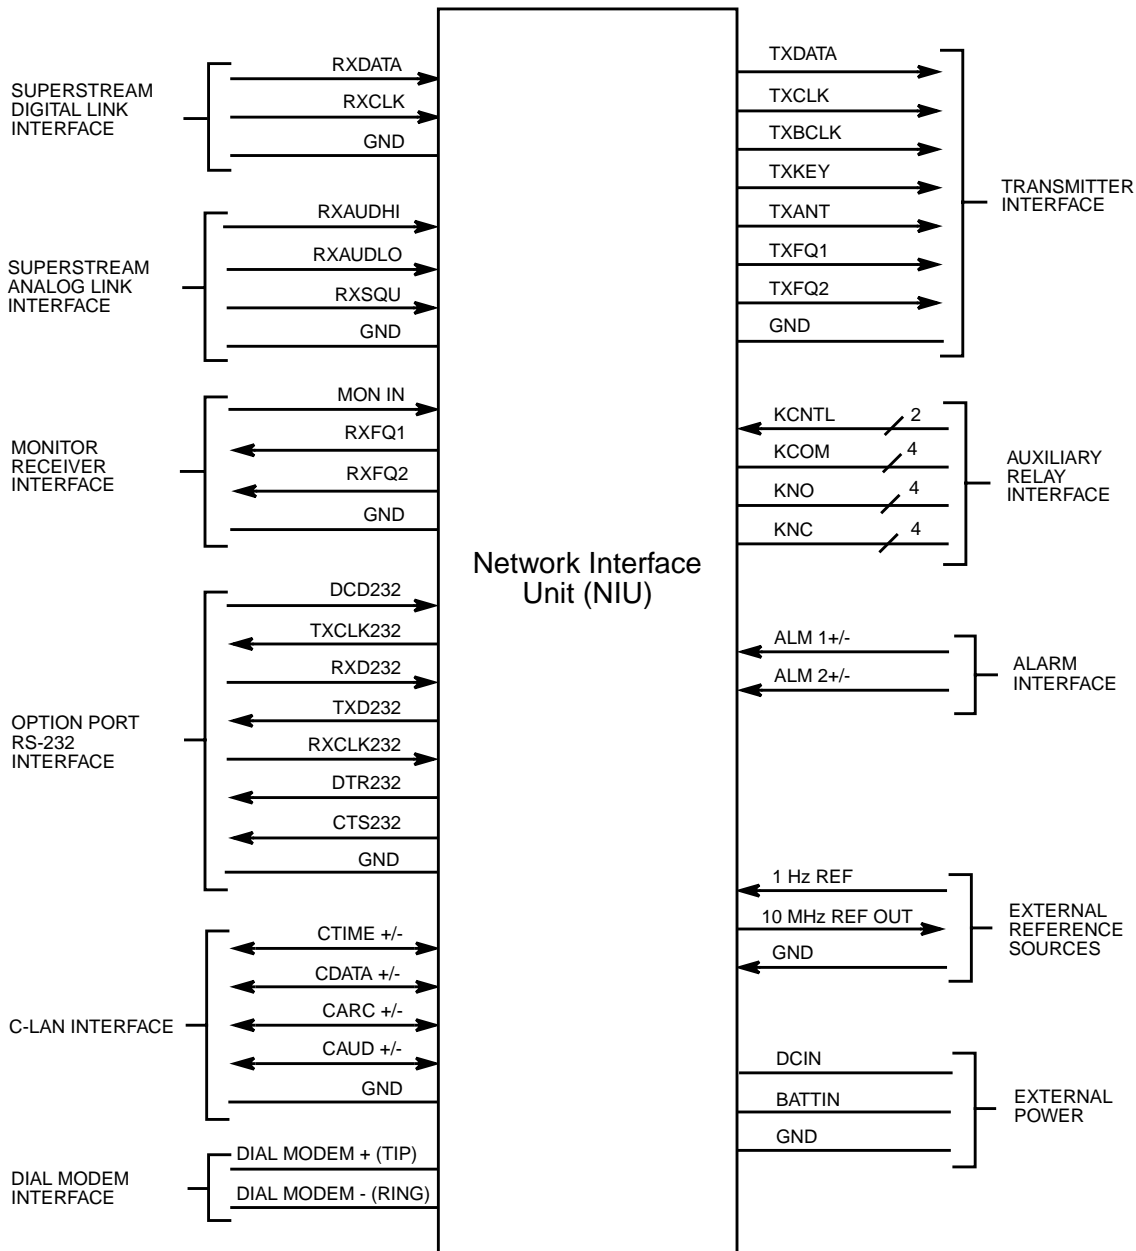 SUPERSTREAM
DIGITAL LINK
INTERFACE
RXDATA
RXCLK
GND
SUPERSTREAM
ANALOG LINK
INTERFACE
RXAUDHI
RXAUDLO
RXSQU
GND
MONITOR
RECEIVER
INTERFACE
MON IN
RXFQ1
RXFQ2
GND
OPTION PORT
RS-232
INTERFACE
DCD232
TXCLK232
RXD232
TXD232
RXCLK232
DTR232
CTS232
GND
C-LAN INTERFACE
CTIME +/-
CDATA +/-
CARC +/-
CAUD +/-
GND
DIAL MODEM
INTERFACE
DIAL MODEM + (TIP)
DIAL MODEM - (RING)
Network Interface
Unit (NIU)
TXDATA
TXCLK
TXBCLK
TXKEY
TXANT
TXFQ1
TXFQ2
GND
TRANSMITTER
INTERFACE
KCNTL 2
KCOM 4
KNO 4
KNC 4
AUXILIARY
RELAY
INTERFACE
ALM 1+/-
ALM 2+/-
ALARM
INTERFACE
1 Hz REF
10 MHz REF OUT
GND
EXTERNAL
REFERENCE
SOURCES
DCIN
BATTIN
GND
EXTERNAL
POWER